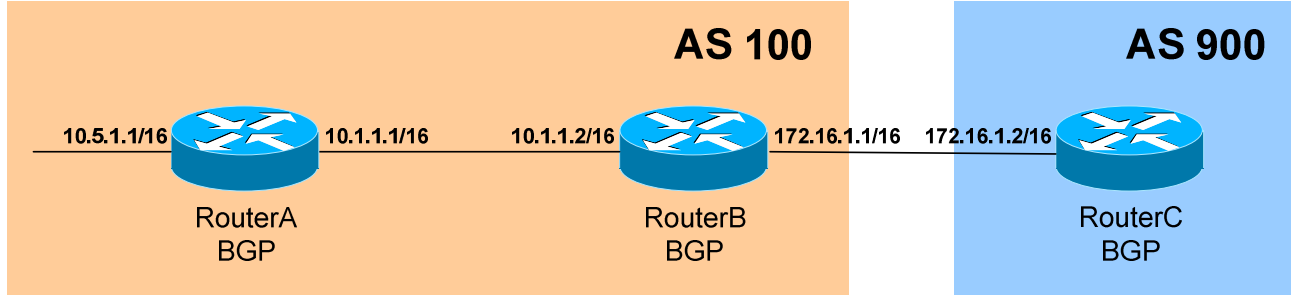 AS 100
AS 900
10.5.1.1/16
10.1.1.1/16
10.1.1.2/16
172.16.1.1/16
172.16.1.2/16
RouterA
BGP
RouterB
BGP
RouterC
BGP